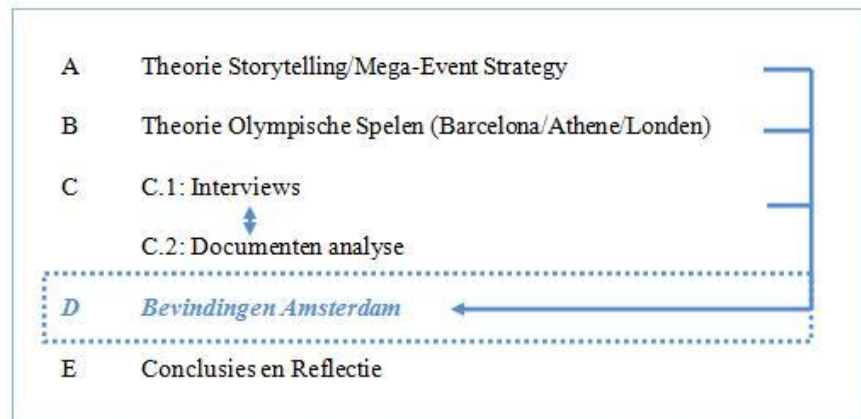 A Theorie Storytelling/Mega-Event Strategy
B Theorie Olympische Spelen (Barcelona/Athene/Londen)
C C.1: Interviews
C.2: Documenten analyse
D Bevindingen Amsterdam
E Conclusies en Reflectie